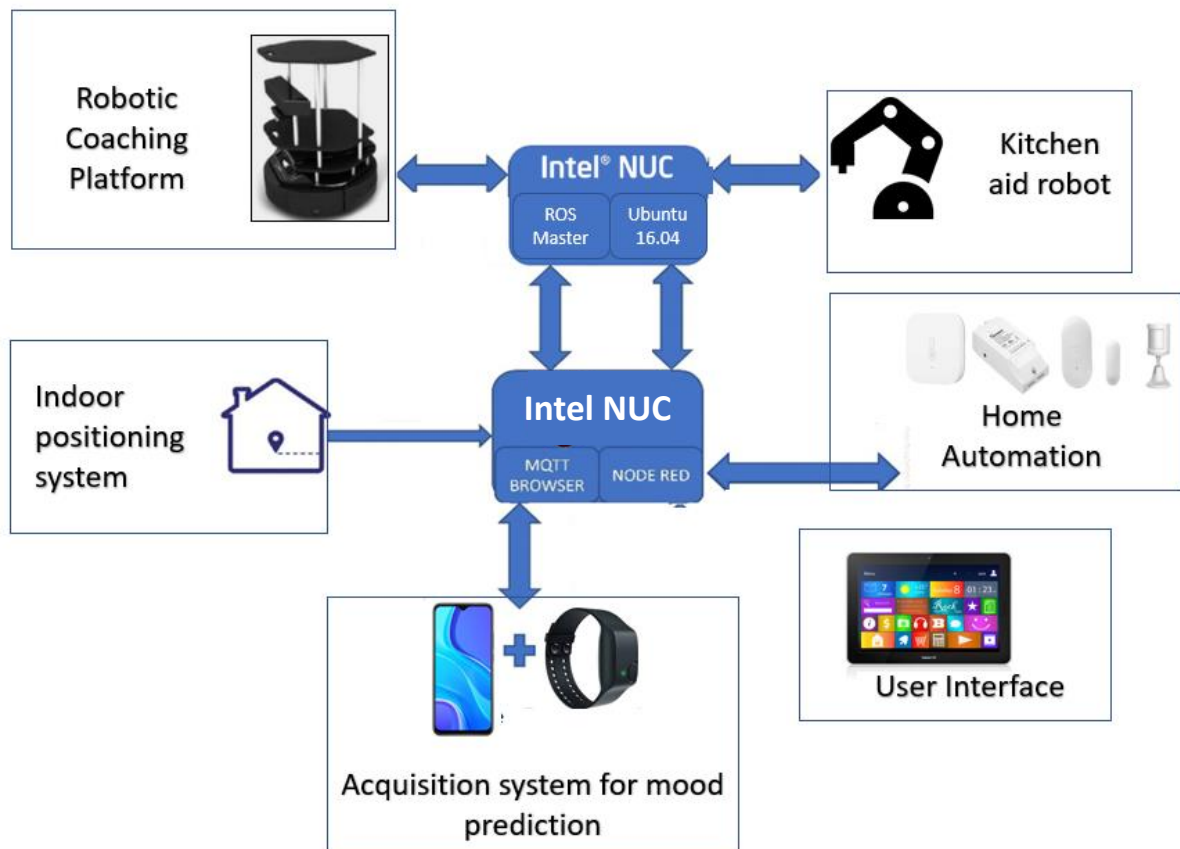 Robotic
Coaching
Platform
Intel® NUC
ROS
Master
Ubuntu
16.04
Kitchen
aid robot
Indoor
positioning
system
Intel NUC
MQTT
BROWSER
NODE RED
Home
Automation
User Interface
Acquisition system for mood
prediction